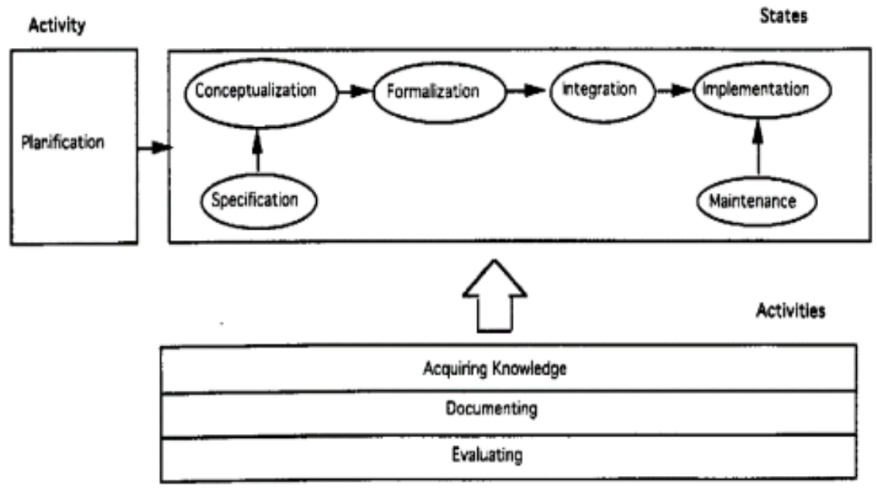 Activity
States
Planification
Conceptualization
Formalization
Integration
Implementation
Specification
Maintenance
Activities
Acquiring Knowledge
Documenting
Evaluating